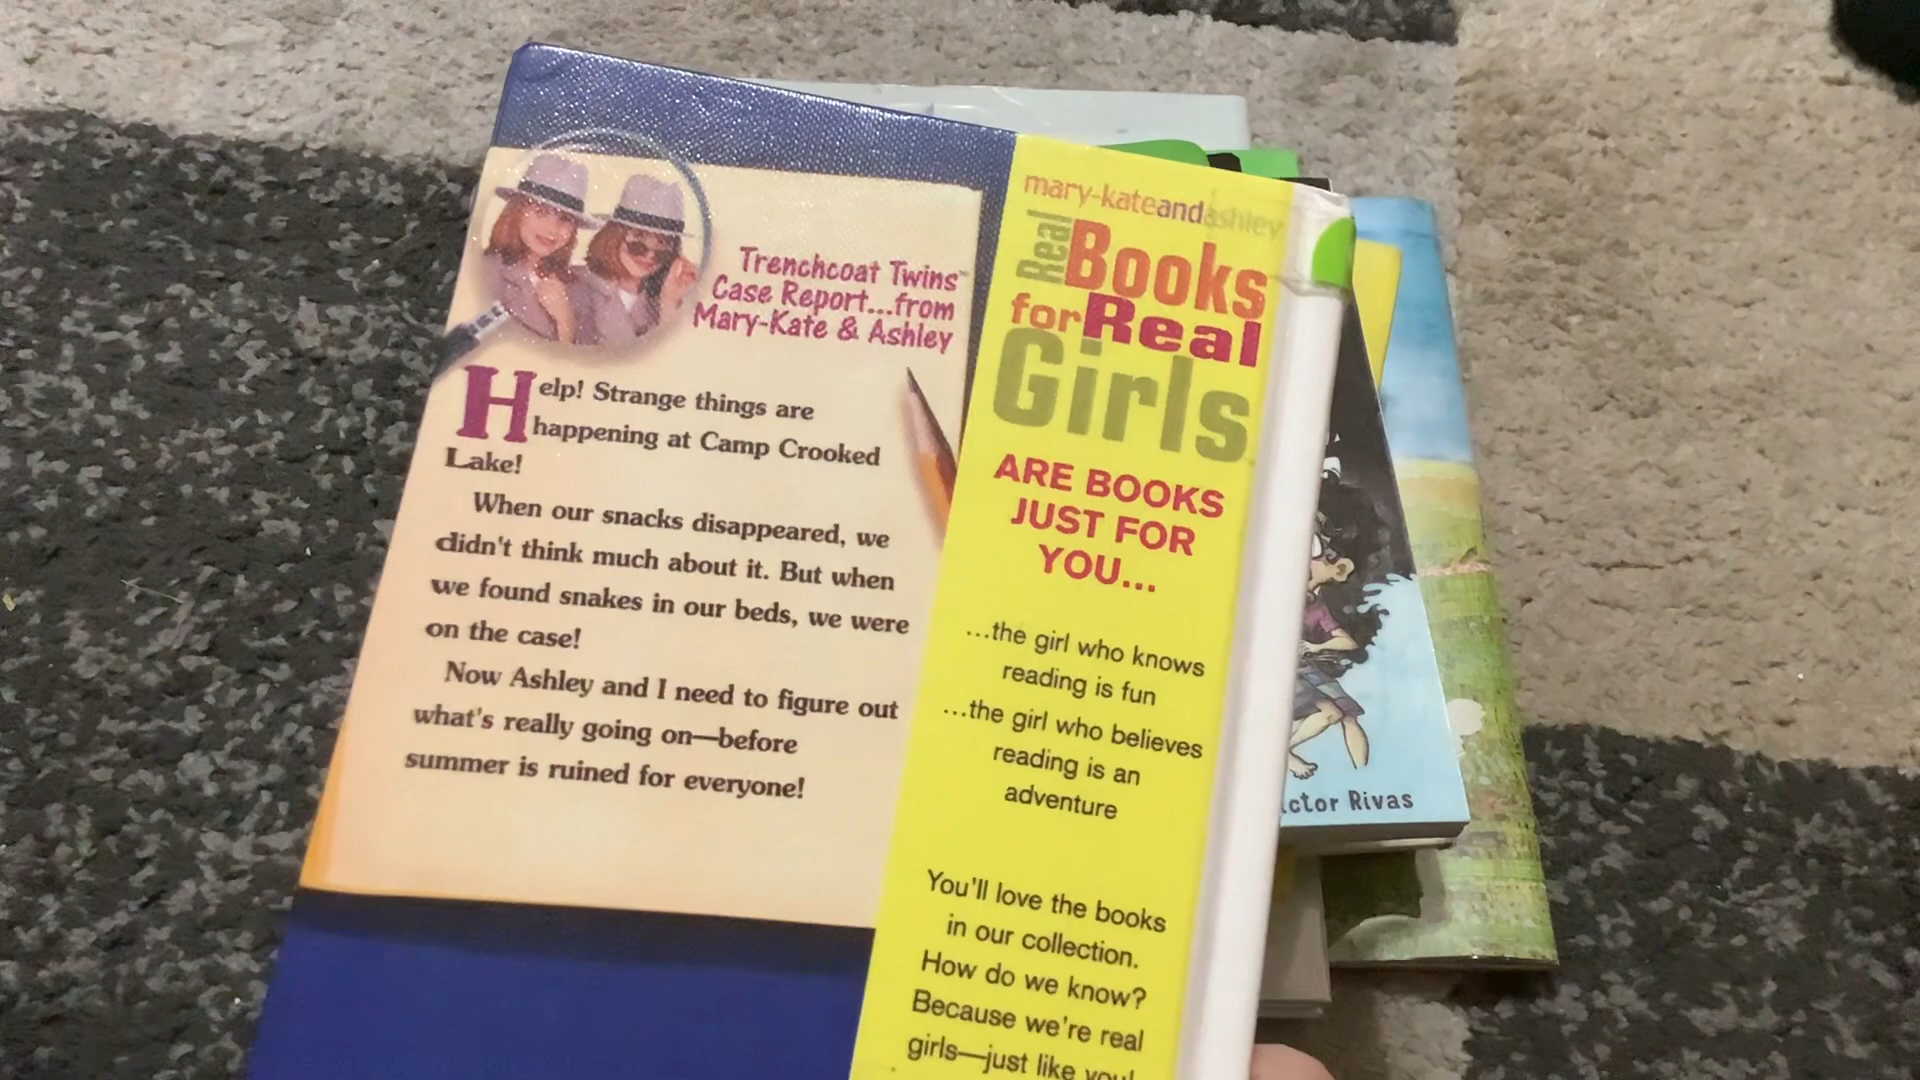 Trenchcoat Twins™
Case Report...from
Mary-Kate & Ashley
Help! Strange things are
happening at Camp Crooked
Lake!
When our snacks disappeared, we
didn't think much about it. But when
we found snakes in our beds, we were
on the case!
Now Ashley and I need to figure out
what's really going on—before
summer is ruined for everyone!
mary-kateandashley
Real Books
for Real
Girls
ARE BOOKS
JUST FOR
YOU...
...the girl who knows
reading is fun
...the girl who believes
reading is an
adventure
You'll love the books
in our collection.
How do we know?
Because we're real
girls—just like you!
Rivas